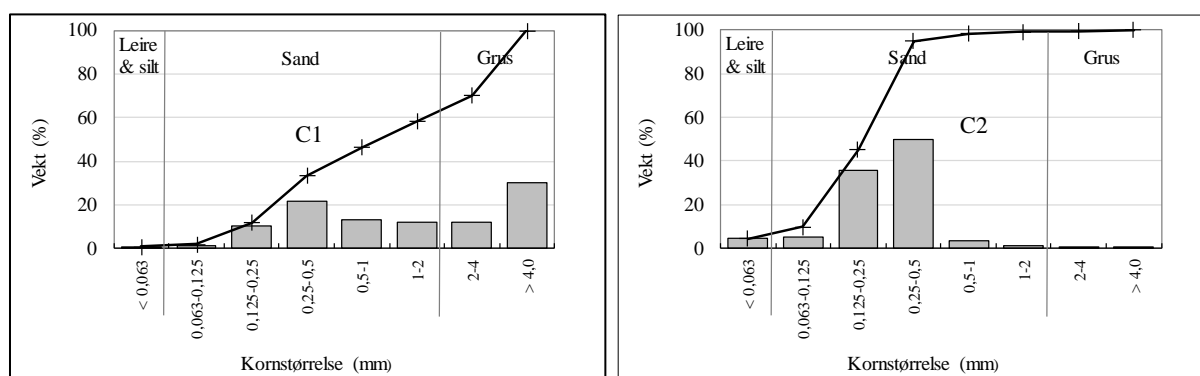 100
80
60
40
20
0
Vekt (%)
Leire
& silt
Sand
Grus
C1
< 0,063
0,063-0,125
0,125-0,25
0,25-0,5
0,5-1
1-2
2-4
> 4,0
Kornstørrelse (mm)
100
80
60
40
20
0
Vekt (%)
Leire
& silt
Sand
Grus
C2
< 0,063
0,063-0,125
0,125-0,25
0,25-0,5
0,5-1
1-2
2-4
> 4,0
Kornstørrelse (mm)